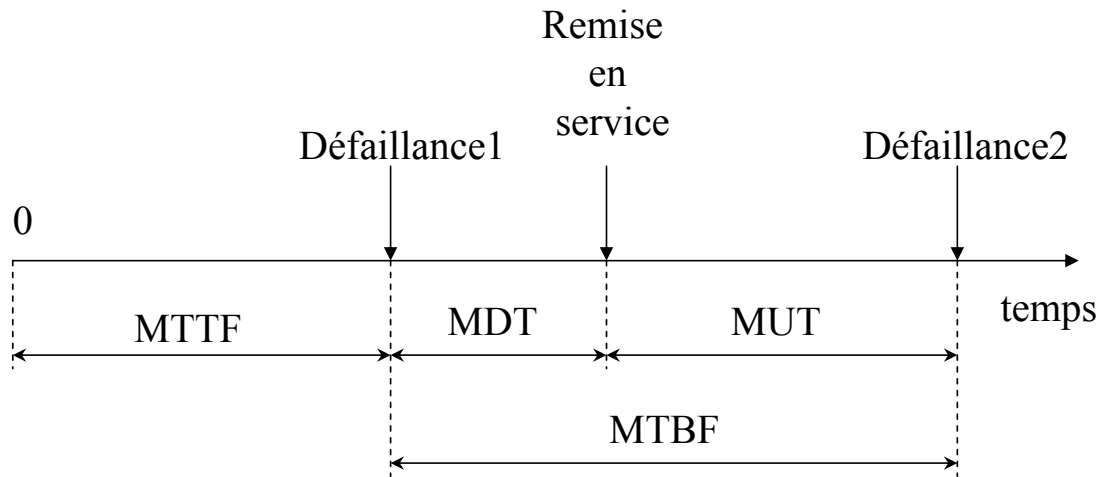 Remise
en
service
Défaillance1
Défaillance2
0
temps
MTTF
MDT
MUT
MTBF